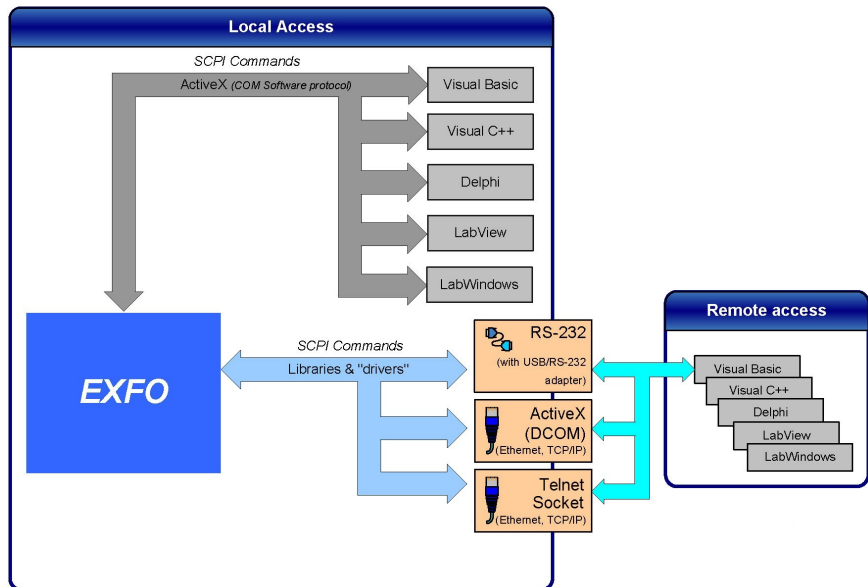 Local Access
SCPI Commands
ActiveX (COM Software protocol)
Visual Basic
Visual C++
Delphi
LabView
LabWindows
EXFO
SCPI Commands
Libraries & "drivers"
RS-232
(with USB/RS-232
adapter)
ActiveX
(DCOM)
(Ethernet, TCP/IP)
Telnet
Socket
(Ethernet, TCP/IP)
Remote access
Visual Basic
Visual C++
Delphi
LabView
LabWindows